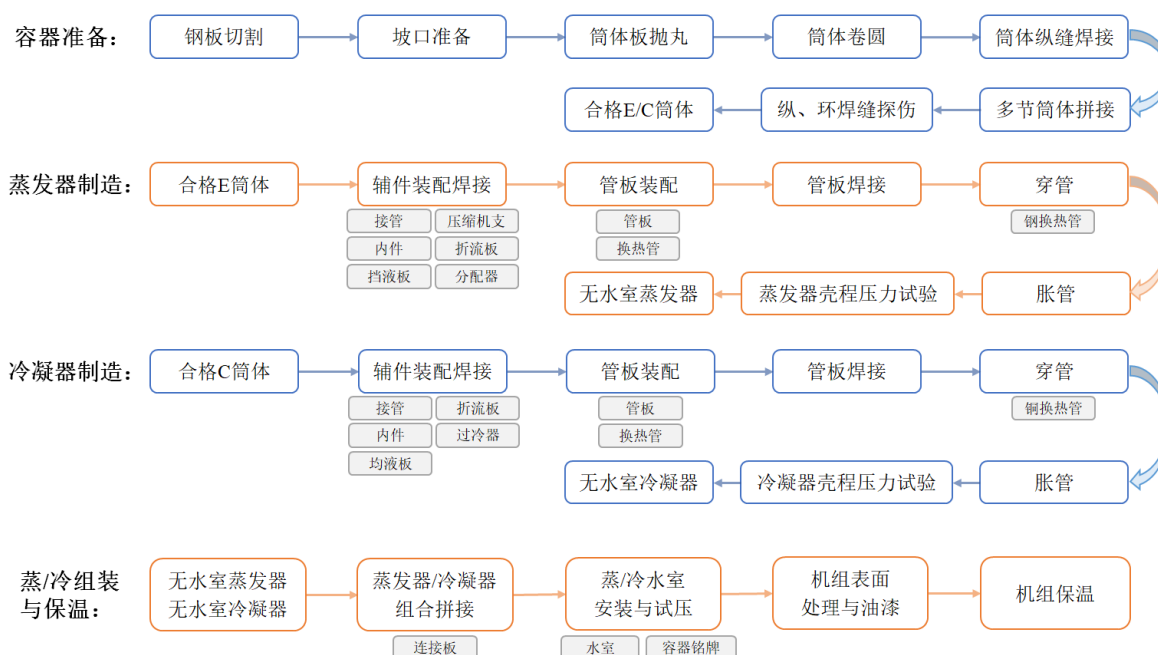 容器准备：
钢板切割
坡口准备
筒体板抛丸
筒体卷圆
筒体纵缝焊接
合格E/C筒体
纵、环焊缝探伤
多节筒体拼接
蒸发器制造：
合格E筒体
辅件装配焊接
管板装配
管板焊接
穿管
接管
压缩机支
管板
钢换热管
内件
折流板
换热管
挡液板
分配器
无水室蒸发器
蒸发器壳程压力试验
胀管
冷凝器制造：
合格C筒体
辅件装配焊接
管板装配
管板焊接
穿管
接管
折流板
管板
铜换热管
内件
过冷器
换热管
均液板
无水室冷凝器
冷凝器壳程压力试验
胀管
蒸/冷组装
与保温：
无水室蒸发器
无水室冷凝器
蒸发器/冷凝器
组合拼接
蒸/冷水室
安装与试压
机组表面
处理与油漆
机组保温
连接板
水室
容器铭牌